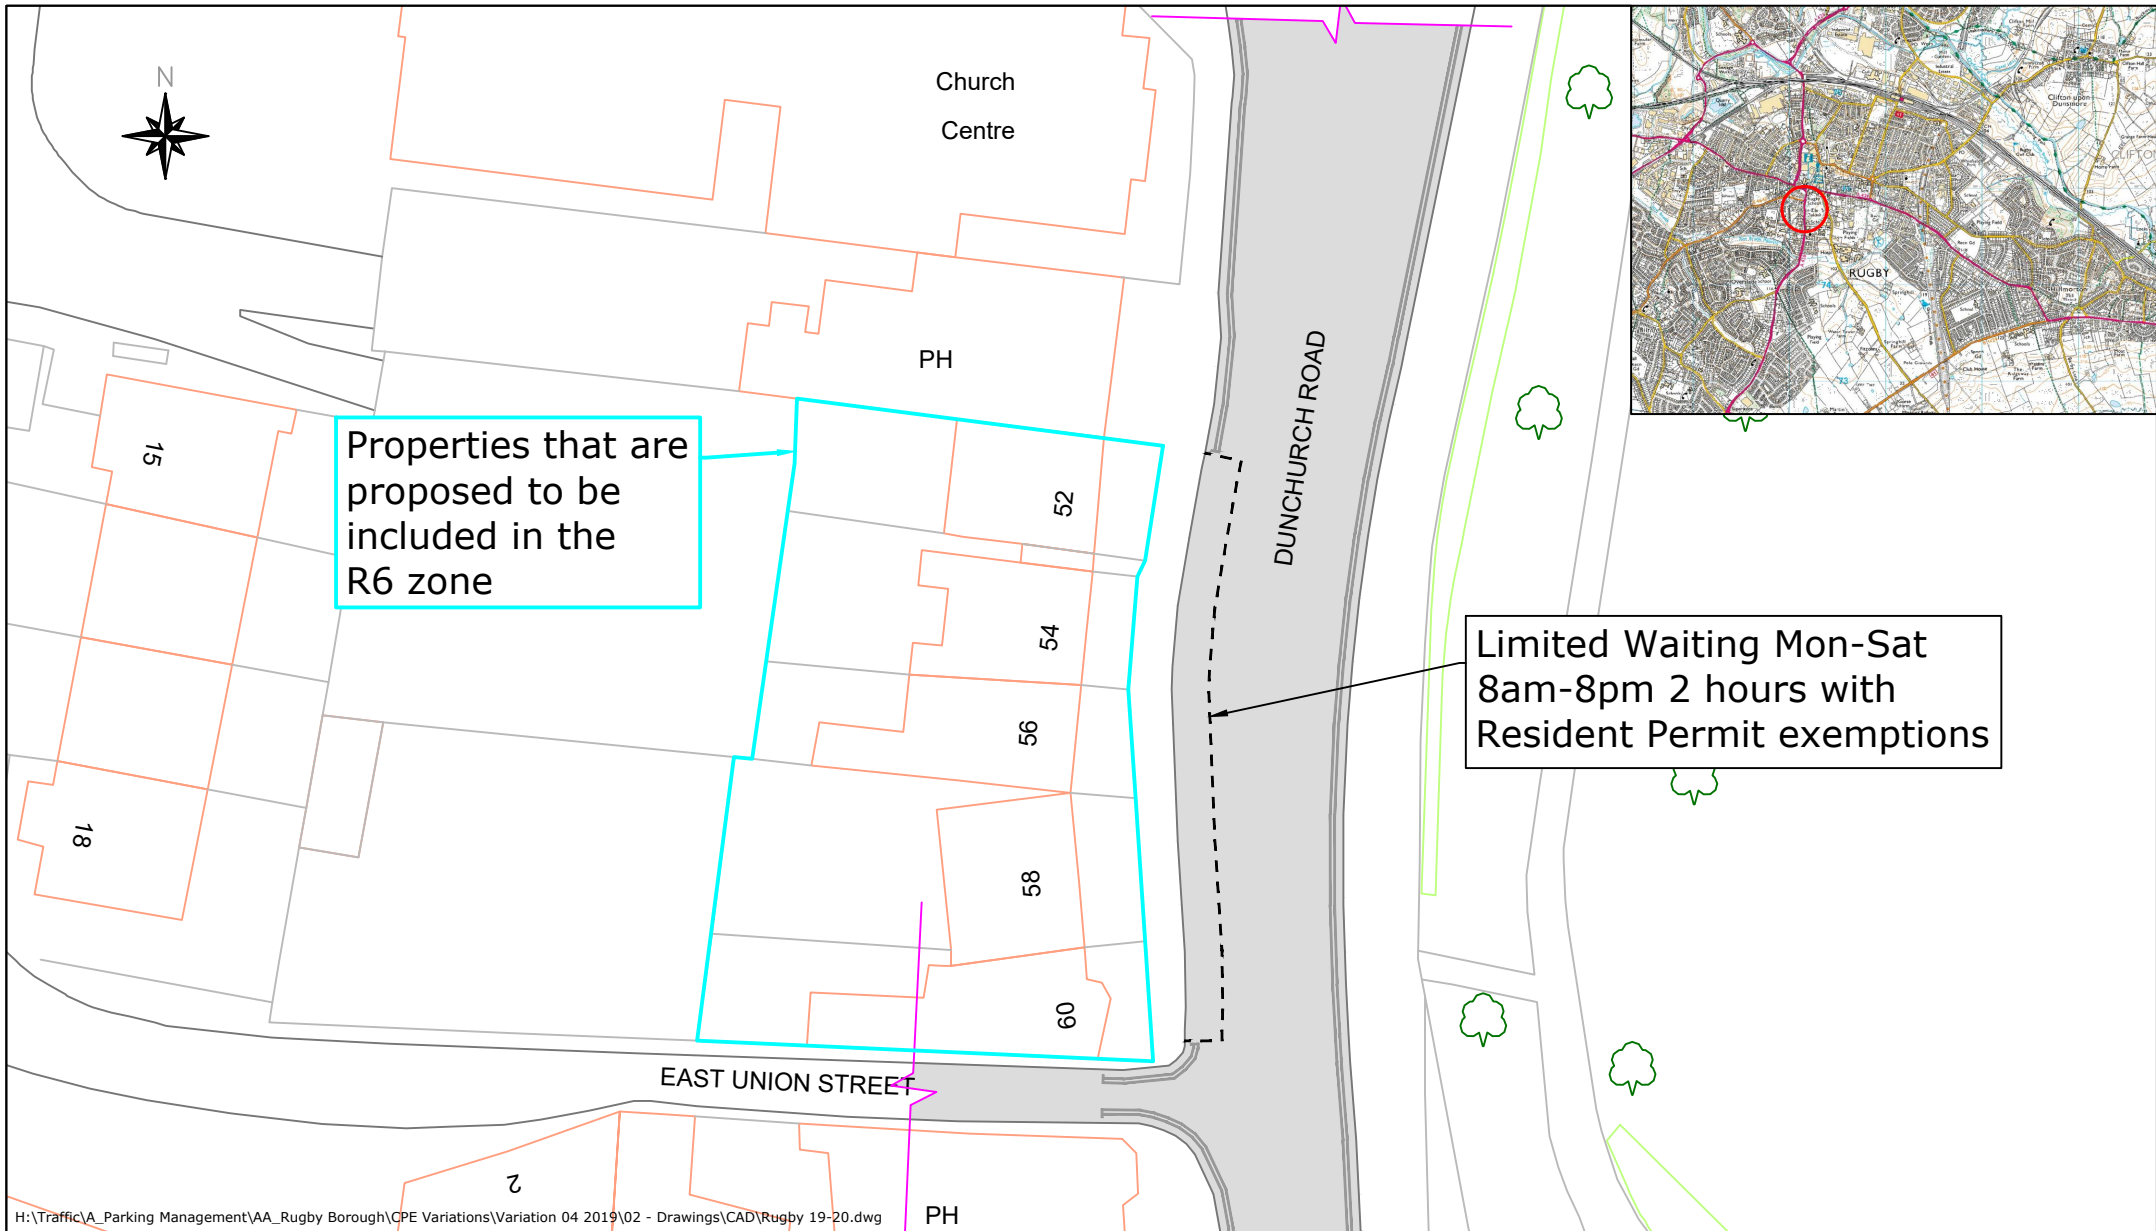 N
Church
Centre
PH
DUNCHURCH ROAD
15
Properties that are
proposed to be
included in the
R6 zone
52
54
Limited Waiting Mon-Sat
8am-8pm 2 hours with
Resident Permit exemptions
56
18
58
60
EAST UNION STREET
2
PH
H:\Traffic\A_Parking Management\AA_Rugby Borough\CPE Variations\Variation 04 2019\02 - Drawings\CAD\Rugby 19-20.dwg
RUGBY
Clifton upon
Dunsmore